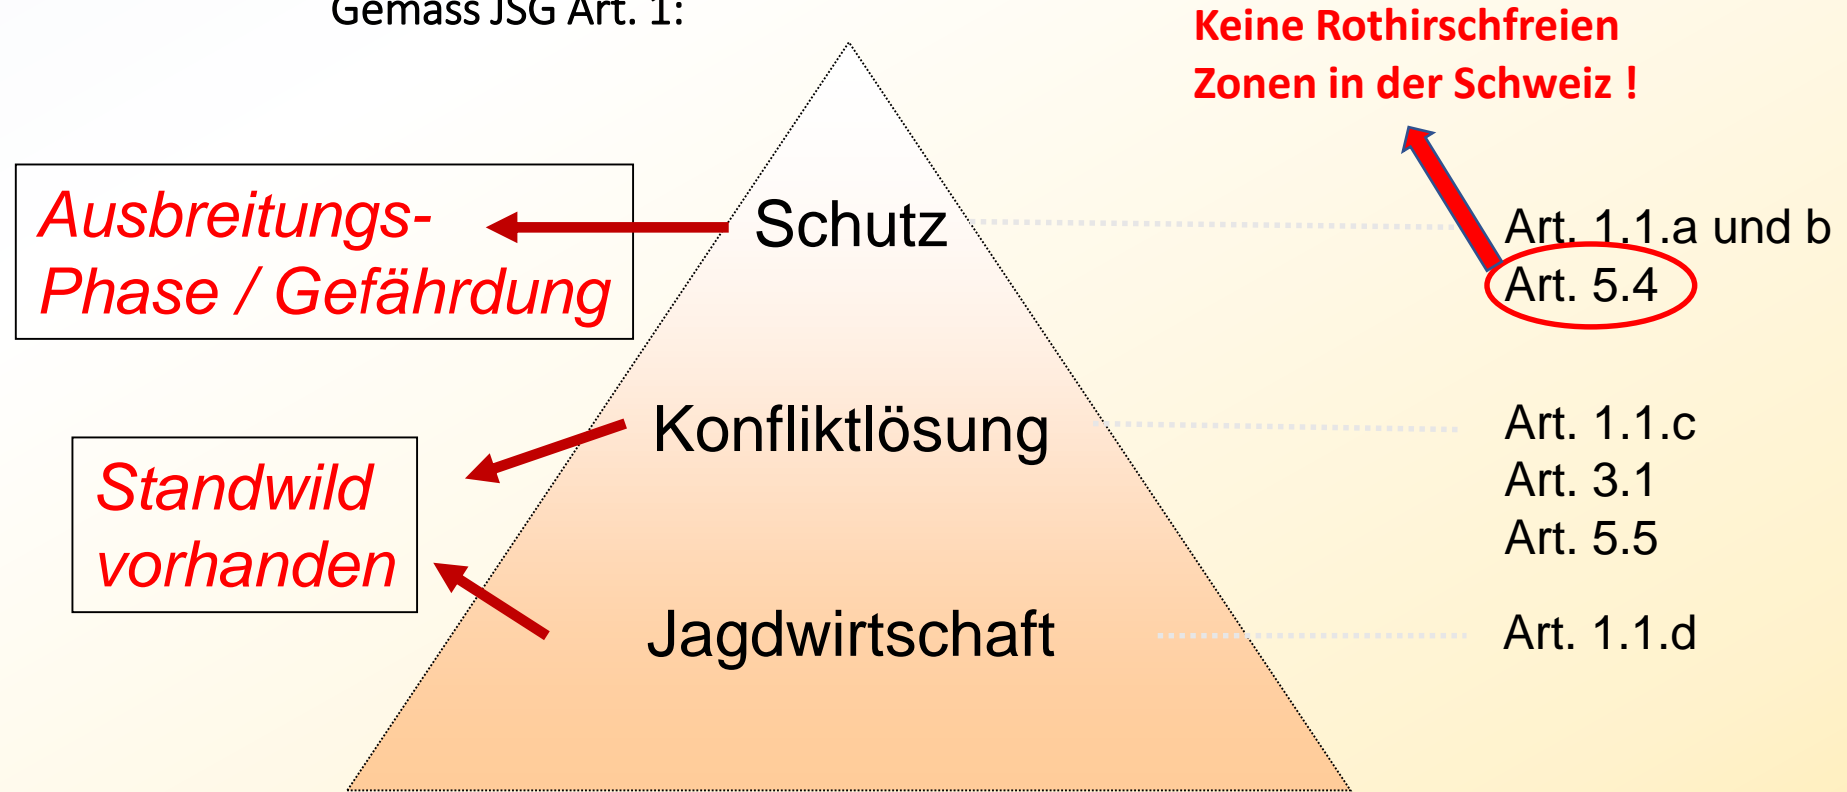 Gemäss JSG Art. 1:
Keine Rothirschfreien
Zonen in der Schweiz !
Ausbreitungs-
Phase / Gefährdung
Schutz
Art. 1.1.a und b
Art. 5.4
Standwild
vorhanden
Konfliktlösung
Art. 1.1.c
Art. 3.1
Art. 5.5
Jagdwirtschaft
Art. 1.1.d